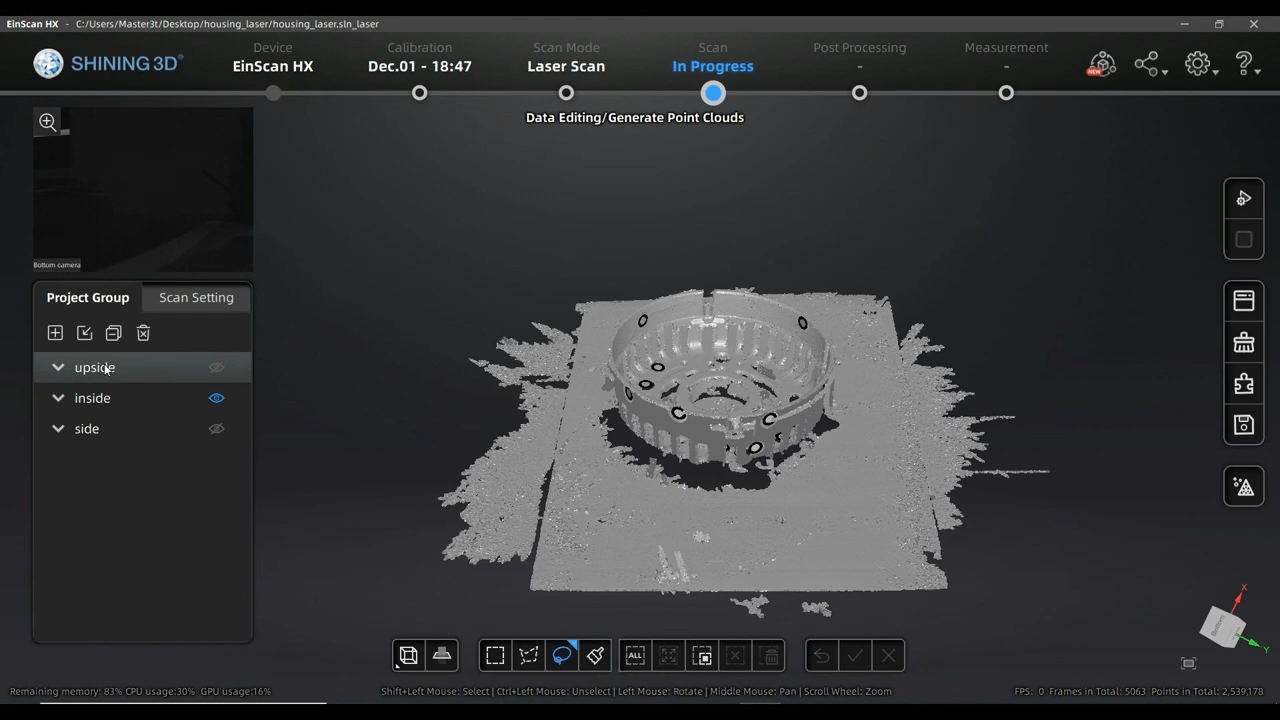 EinScan HX - C:/Users/Master3t/Desktop/housing_laser/housing_laser.sln_laser
SHINING 3D®
Device
EinScan HX
Calibration
Dec.01 - 18:47
Scan Mode
Laser Scan
Scan
In Progress
Post Processing
-
Measurement
-
NEW
Data Editing/Generate Point Clouds
Bottom camera
Project Group
Scan Setting
upside
inside
side
ALL
Bottom
X
Y
Remaining memory: 83% CPU usage:30% GPU usage:16%
Shift+Left Mouse: Select | Ctrl+Left Mouse: Unselect | Left Mouse: Rotate | Middle Mouse: Pan | Scroll Wheel: Zoom
FPS: 0 Frames in Total: 5063 Points in Total: 2,539,178